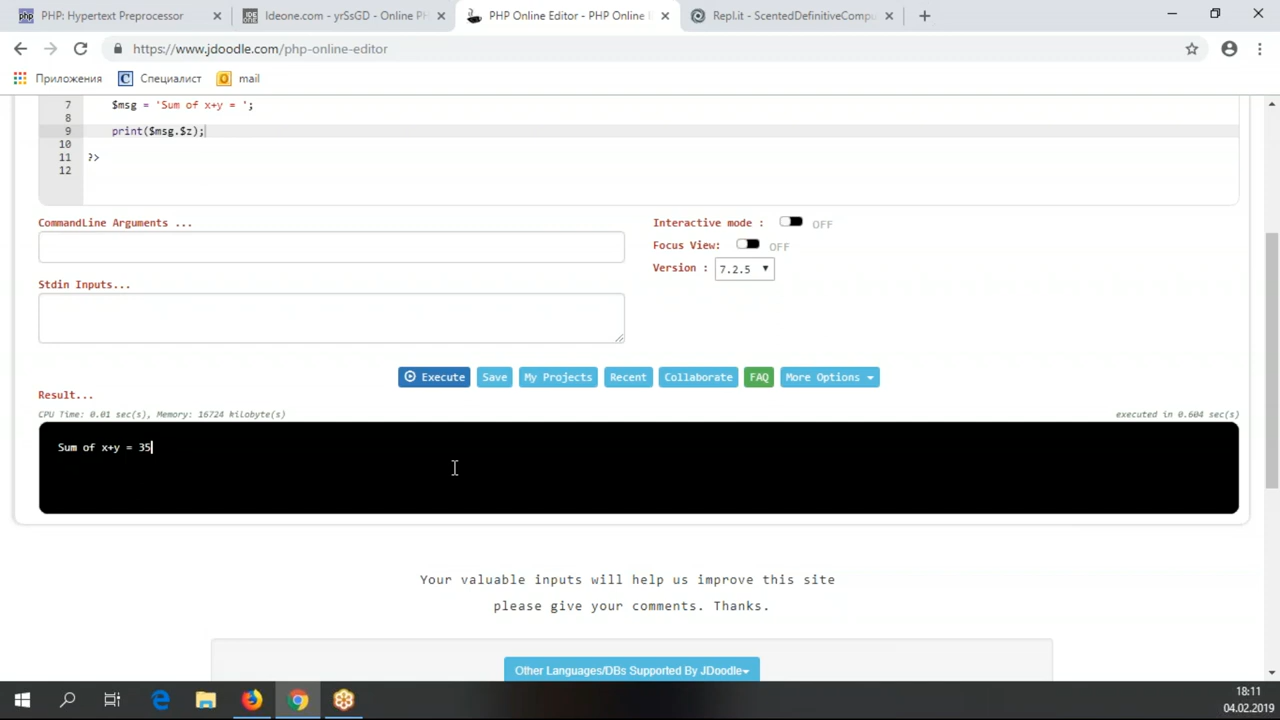 PHP: Hypertext Preprocessor
Ideone.com - yrSsGD - Online PH
PHP Online Editor - PHP Online I
Repl.it - ScentedDefinitiveCompu
https://www.jdoodle.com/php-online-editor
Приложения
Специалист
mail
7 $msg = 'Sum of x+y = ';
8
9 print($msg.$z);
10
11 ?>
12
CommandLine Arguments ...
Interactive mode : OFF
Focus View: OFF
Version : 7.2.5
Stdin Inputs...
Execute Save My Projects Recent Collaborate FAQ More Options
Result...
CPU Time: 0.01 sec(s), Memory: 16724 kilobyte(s)
executed in 0.604 sec(s)
Sum of x+y = 35
Your valuable inputs will help us improve this site
please give your comments. Thanks.
Other Languages/DBs Supported By JDoodle
18:11
04.02.2019